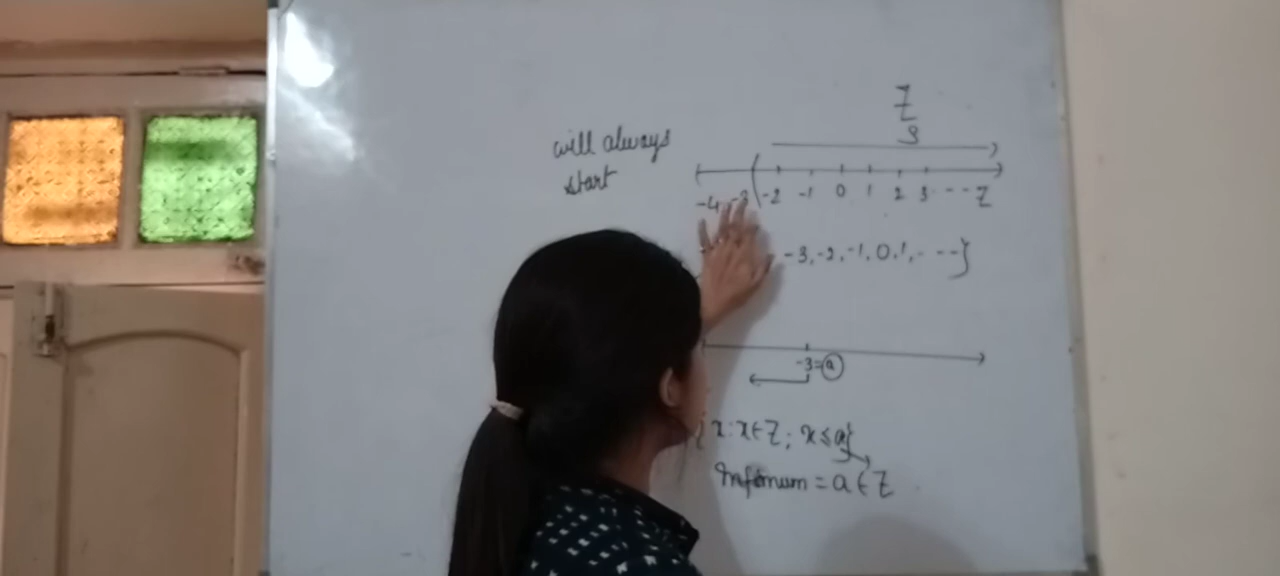 Z
S
will always
start
-4 -3 -2 -1 0 1 2 3 --- Z
-3, -2, -1, 0, 1, - --}
-3=a
{x: x∈Z; x≤a}
Infimum = a ∈ Z